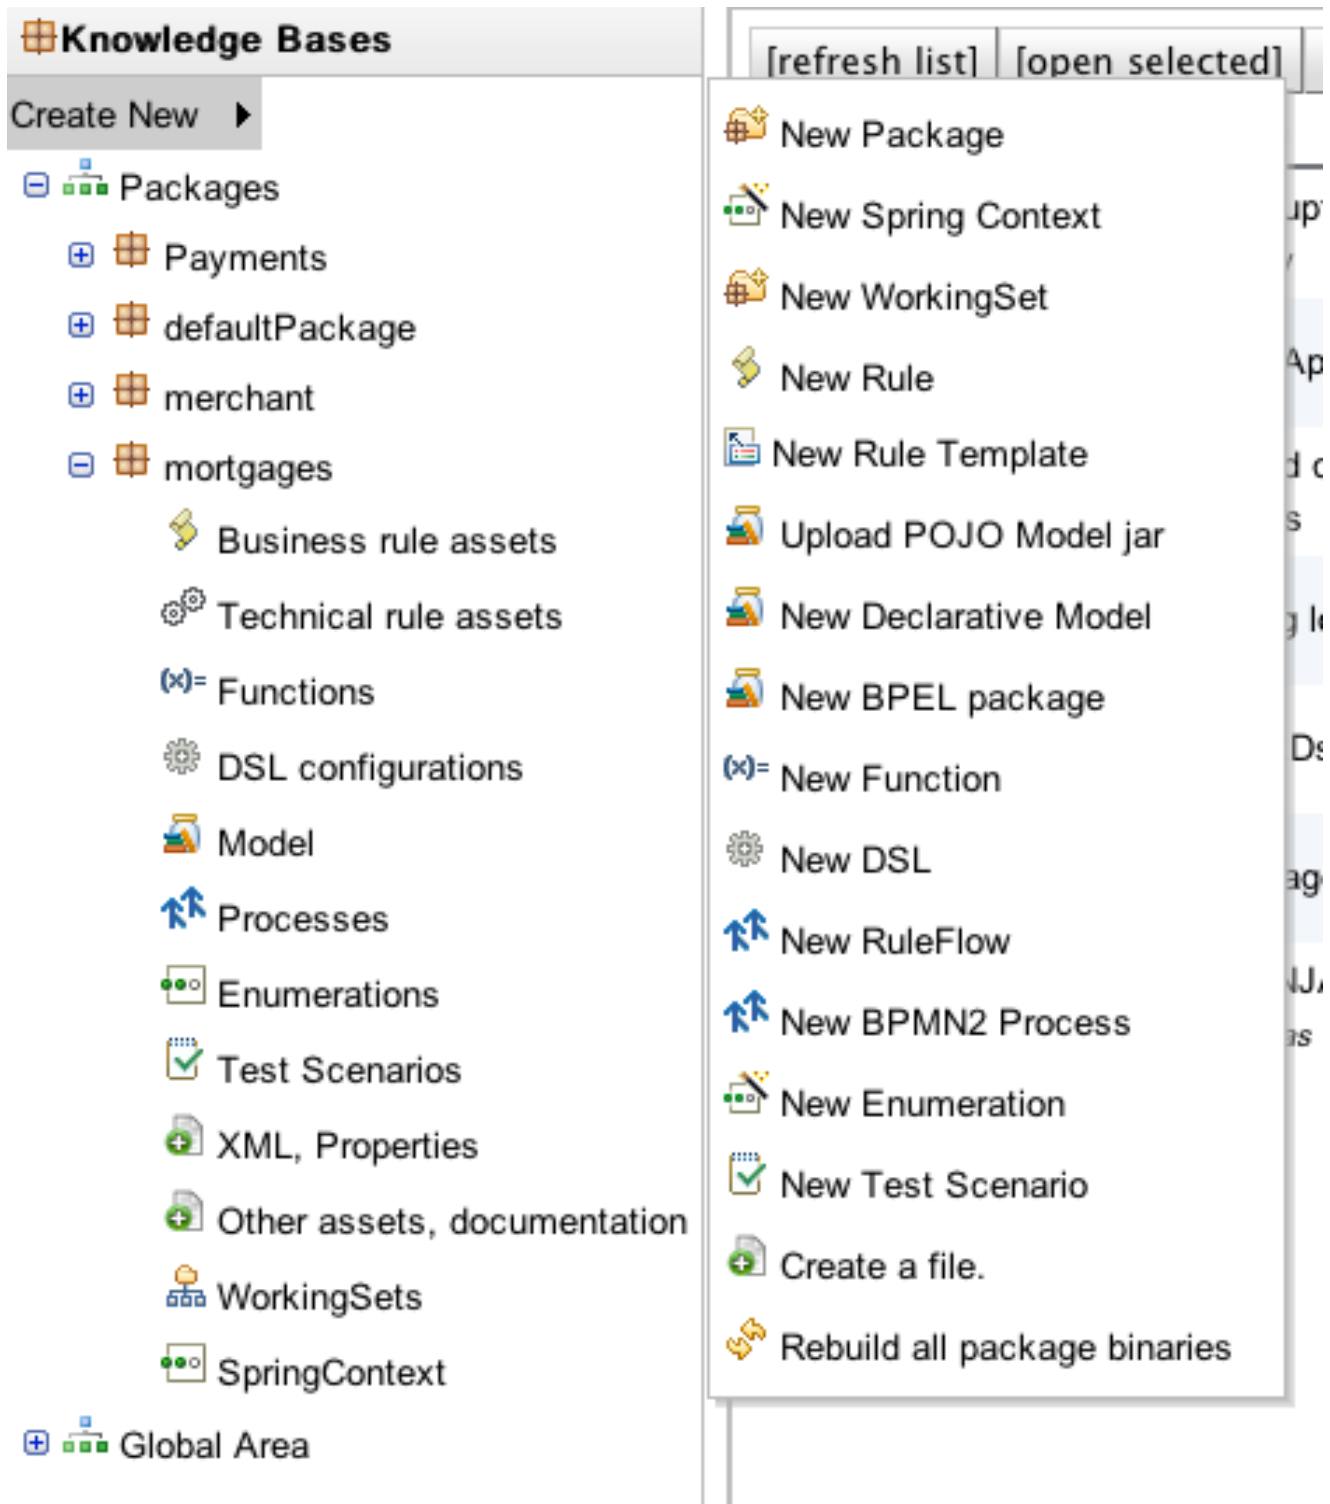 Knowledge Bases
Create New
Packages
Payments
defaultPackage
merchant
mortgages
Business rule assets
Technical rule assets
(x)= Functions
DSL configurations
Model
Processes
Enumerations
Test Scenarios
XML, Properties
Other assets, documentation
WorkingSets
SpringContext
Global Area
[refresh list] [open selected]
New Package
New Spring Context
New WorkingSet
New Rule
New Rule Template
Upload POJO Model jar
New Declarative Model
New BPEL package
(x)= New Function
New DSL
New RuleFlow
New BPMN2 Process
New Enumeration
New Test Scenario
Create a file.
Rebuild all package binaries